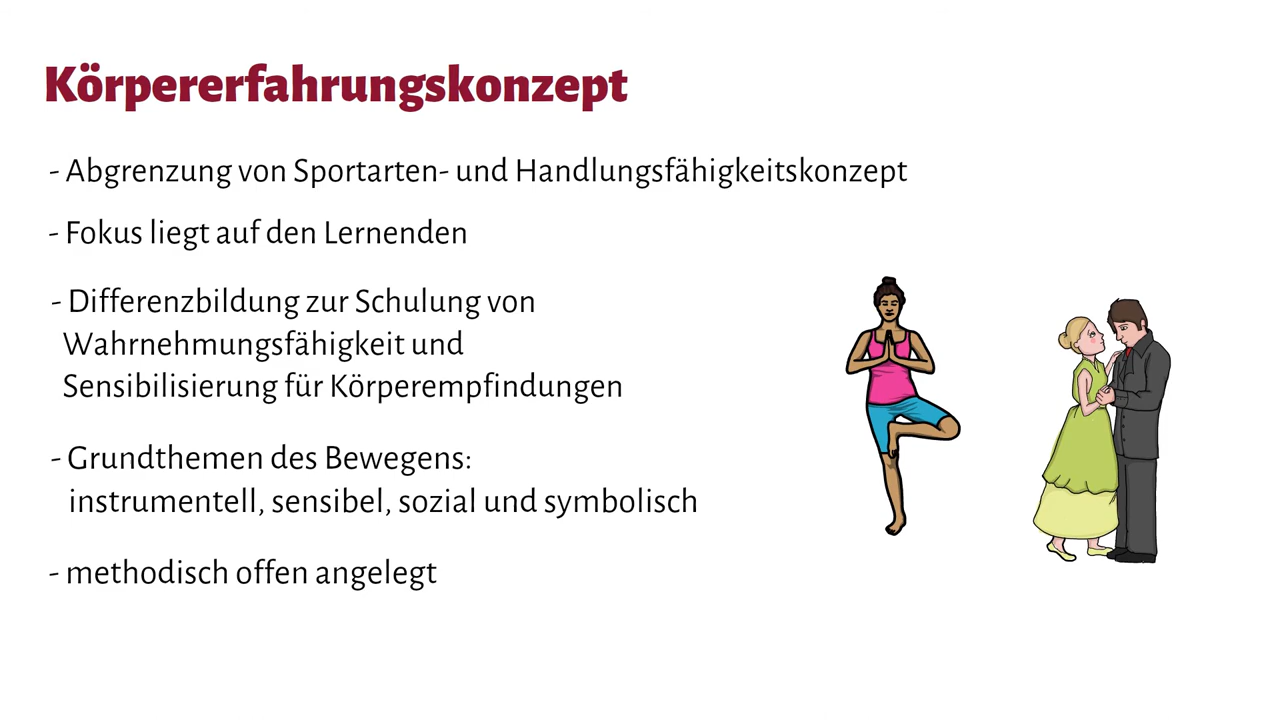 Körpererfahrungskonzept
- Abgrenzung von Sportarten- und Handlungsfähigkeitskonzept
- Fokus liegt auf den Lernenden
- Differenzbildung zur Schulung von
Wahrnehmungsfähigkeit und
Sensibilisierung für Körperempfindungen
- Grundthemen des Bewegens:
instrumentell, sensibel, sozial und symbolisch
- methodisch offen angelegt